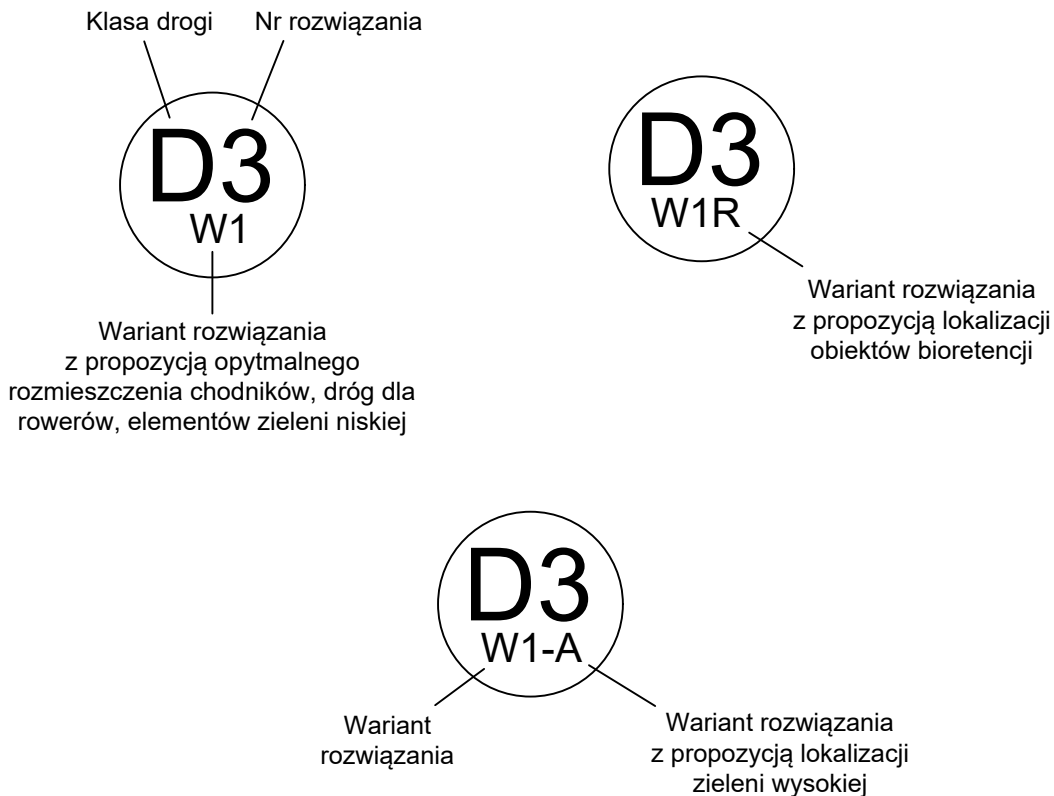 Klasa drogi
Nr rozwiązania
D3
W1
Wariant rozwiązania
z propozycją opytmalnego
rozmieszczenia chodników, dróg dla
rowerów, elementów zieleni niskiej
D3
W1R
Wariant rozwiązania
z propozycją lokalizacji
obiektów bioretencji
D3
W1-A
Wariant
rozwiązania
Wariant rozwiązania
z propozycją lokalizacji
zieleni wysokiej